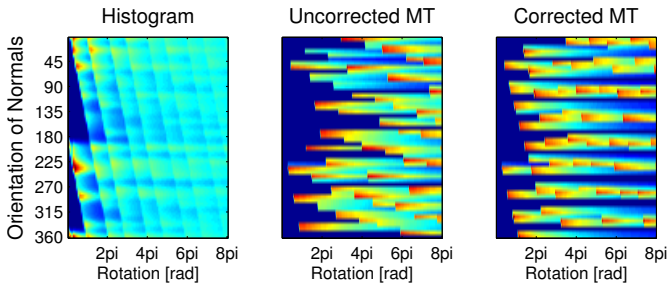 Histogram
Uncorrected MT
Corrected MT
Orientation of Normals
45
90
135
180
225
270
315
360
2pi 4pi 6pi 8pi
2pi 4pi 6pi 8pi
2pi 4pi 6pi 8pi
Rotation [rad]
Rotation [rad]
Rotation [rad]